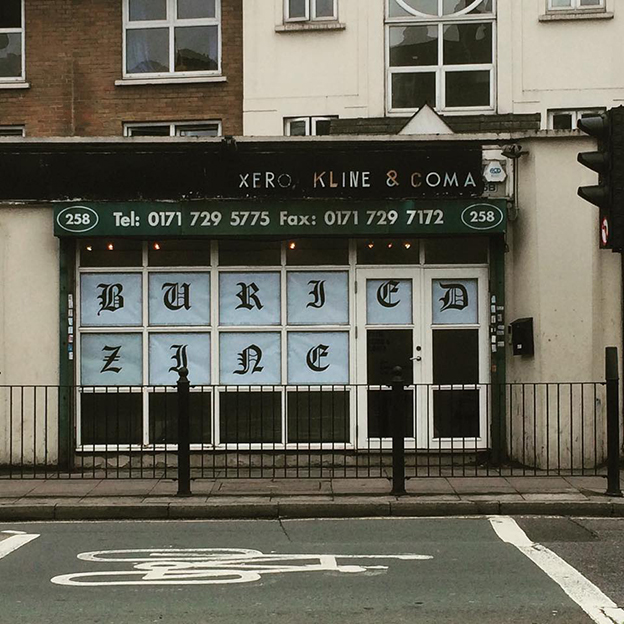 XERO, KLINE & COMA
258 Tel: 0171 729 5775 Fax: 0171 729 7172 258
BURIED
ZINE